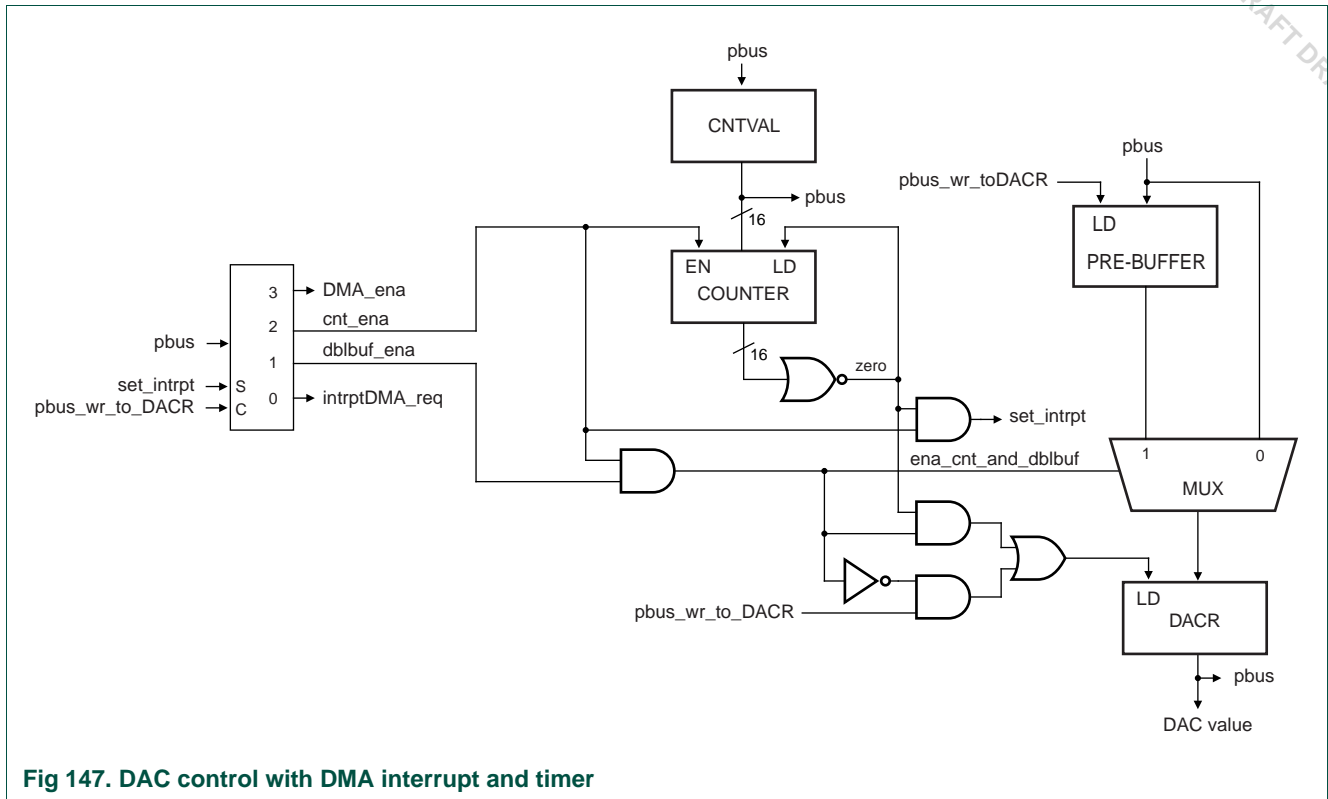 pbus
CNTVAL
pbus
16
EN LD
COUNTER
16
zero
set_intrpt
pbus
pbus_wr_toDACR
LD
PRE-BUFFER
3 DMA_ena
2 cnt_ena
1 dblbuf_ena
0 intrptDMA_req
pbus
set_intrpt S
pbus_wr_to_DACR C
ena_cnt_and_dblbuf
1 0
MUX
pbus_wr_to_DACR
LD
DACR
pbus
DAC value
Fig 147. DAC control with DMA interrupt and timer